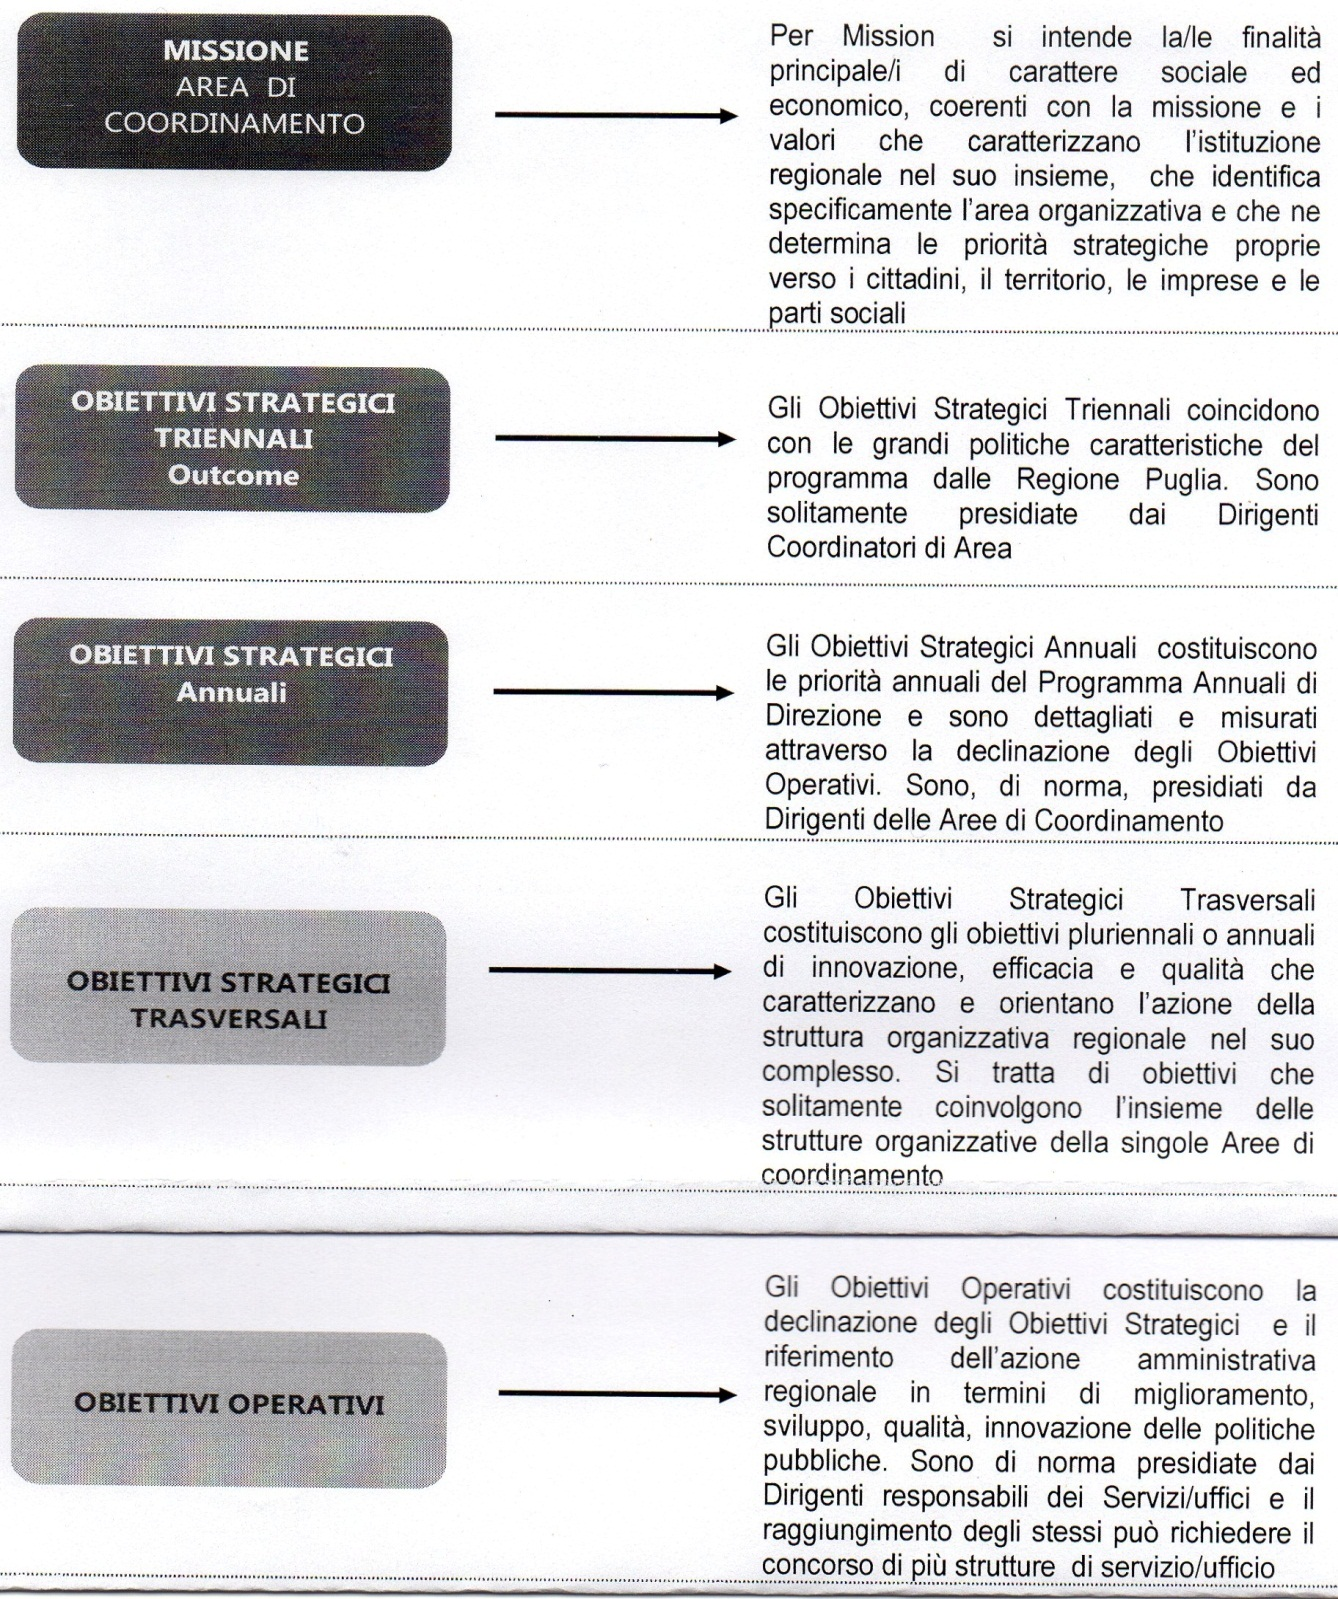 MISSIONE
AREA DI
COORDINAMENTO
Per Mission si intende la/le finalità
principale/i di carattere sociale ed
economico, coerenti con la missione e i
valori che caratterizzano l'istituzione
regionale nel suo insieme, che identifica
specificamente l'area organizzativa e che ne
determina le priorità strategiche proprie
verso i cittadini, il territorio, le imprese e le
parti sociali
OBIETTIVI STRATEGICI
TRIENNALI
Outcome
Gli Obiettivi Strategici Triennali coincidono
con le grandi politiche caratteristiche del
programma dalle Regione Puglia. Sono
solitamente presidiate dai Dirigenti
Coordinatori di Area
OBIETTIVI STRATEGICI
Annuali
Gli Obiettivi Strategici Annuali costituiscono
le priorità annuali del Programma Annuali di
Direzione e sono dettagliati e misurati
attraverso la declinazione degli Obiettivi
Operativi. Sono, di norma, presidiati da
Dirigenti delle Aree di Coordinamento
OBIETTIVI STRATEGICI
TRASVERSALI
Gli Obiettivi Strategici Trasversali
costituiscono gli obiettivi pluriennali o annuali
di innovazione, efficacia e qualità che
caratterizzano e orientano l'azione della
struttura organizzativa regionale nel suo
complesso. Si tratta di obiettivi che
solitamente coinvolgono l'insieme delle
strutture organizzative della singole Aree di
coordinamento
OBIETTIVI OPERATIVI
Gli Obiettivi Operativi costituiscono la
declinazione degli Obiettivi Strategici e il
riferimento dell'azione amministrativa
regionale in termini di miglioramento,
sviluppo, qualità, innovazione delle politiche
pubbliche. Sono di norma presidiate dai
Dirigenti responsabili dei Servizi/uffici e il
raggiungimento degli stessi può richiedere il
concorso di più strutture di servizio/ufficio